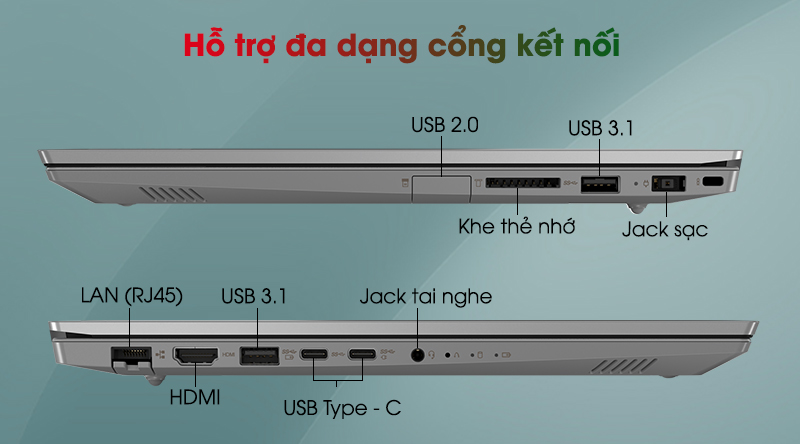 Hỗ trợ đa dạng cổng kết nối
USB 2.0
USB 3.1
Khe thẻ nhớ
Jack sạc
LAN (RJ45)
USB 3.1
Jack tai nghe
HDMI
HDMI
USB Type - C